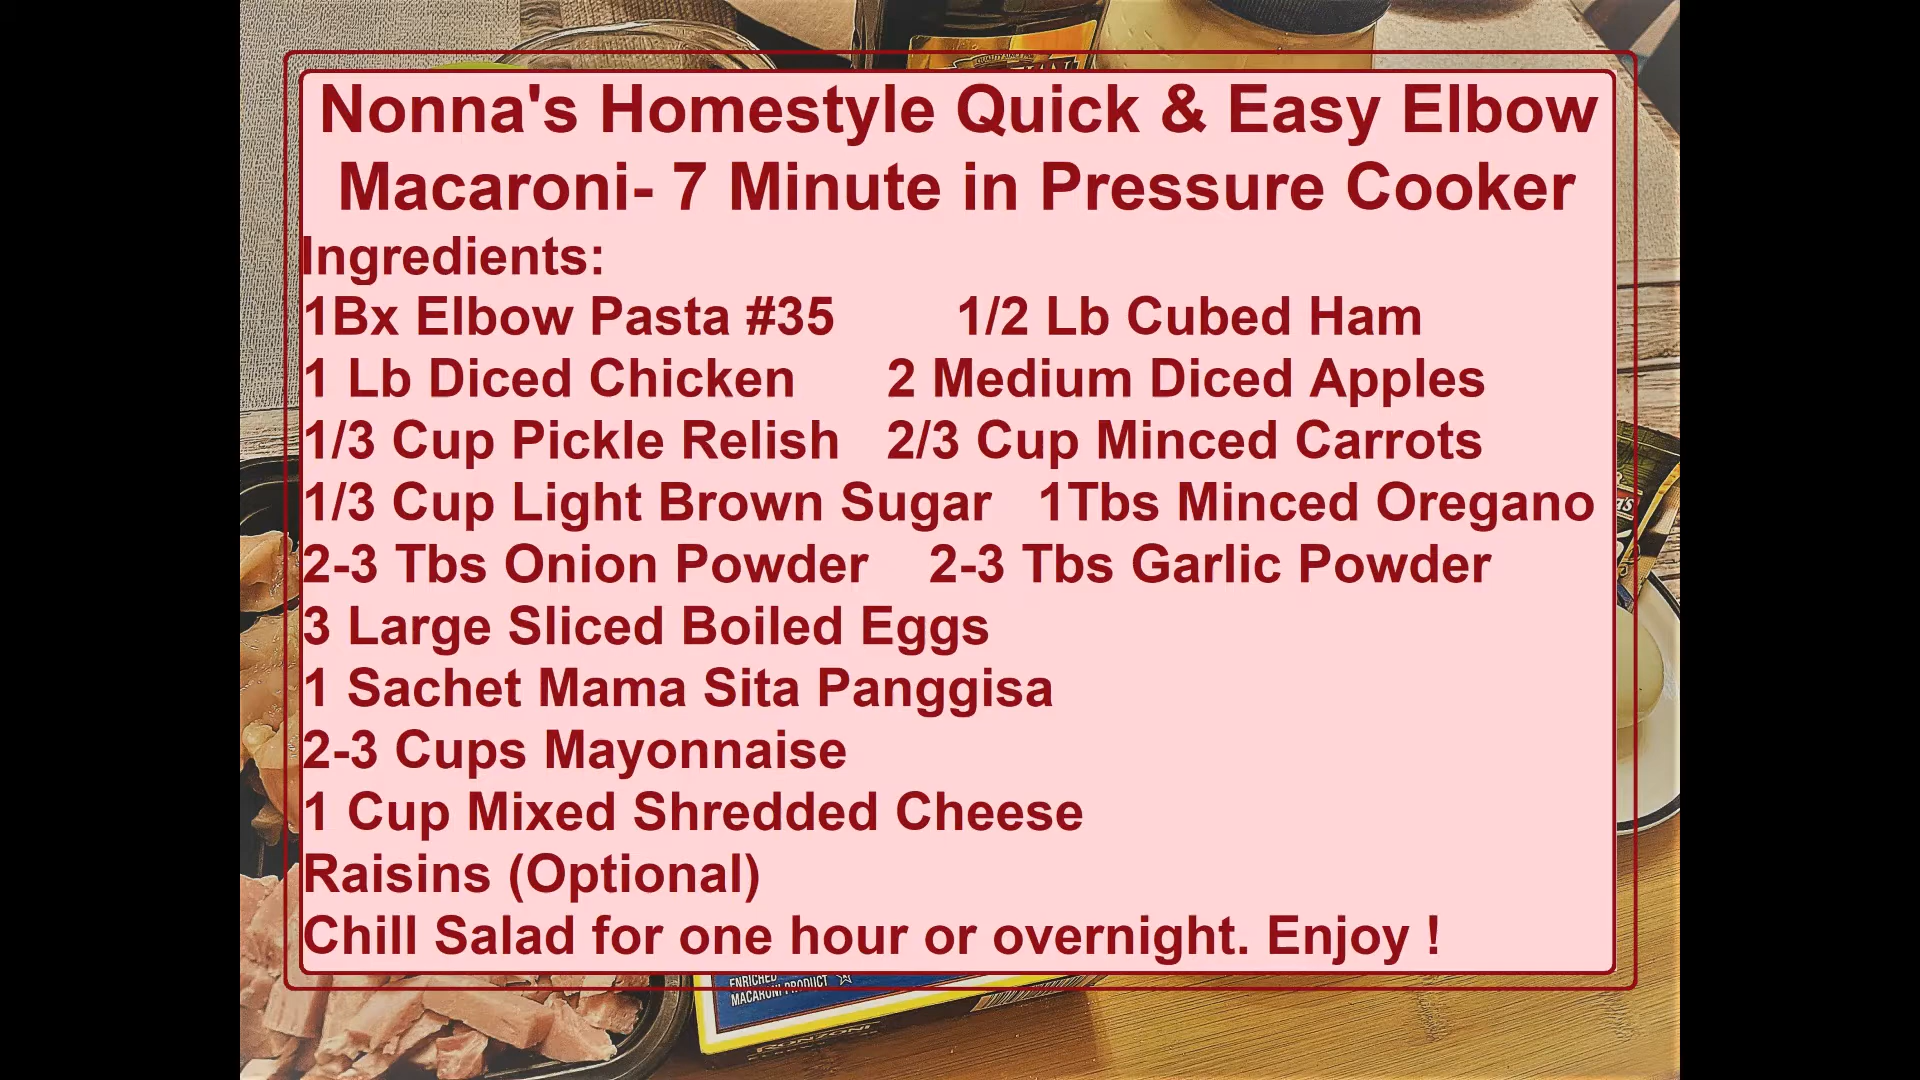 Nonna's Homestyle Quick & Easy Elbow
Macaroni- 7 Minute in Pressure Cooker
Ingredients:
1Bx Elbow Pasta #35 1/2 Lb Cubed Ham
1 Lb Diced Chicken 2 Medium Diced Apples
1/3 Cup Pickle Relish 2/3 Cup Minced Carrots
1/3 Cup Light Brown Sugar 1Tbs Minced Oregano
2-3 Tbs Onion Powder 2-3 Tbs Garlic Powder
3 Large Sliced Boiled Eggs
1 Sachet Mama Sita Panggisa
2-3 Cups Mayonnaise
1 Cup Mixed Shredded Cheese
Raisins (Optional)
Chill Salad for one hour or overnight. Enjoy !
ENRICHED
MACARONI PRODUCT
RONZONI